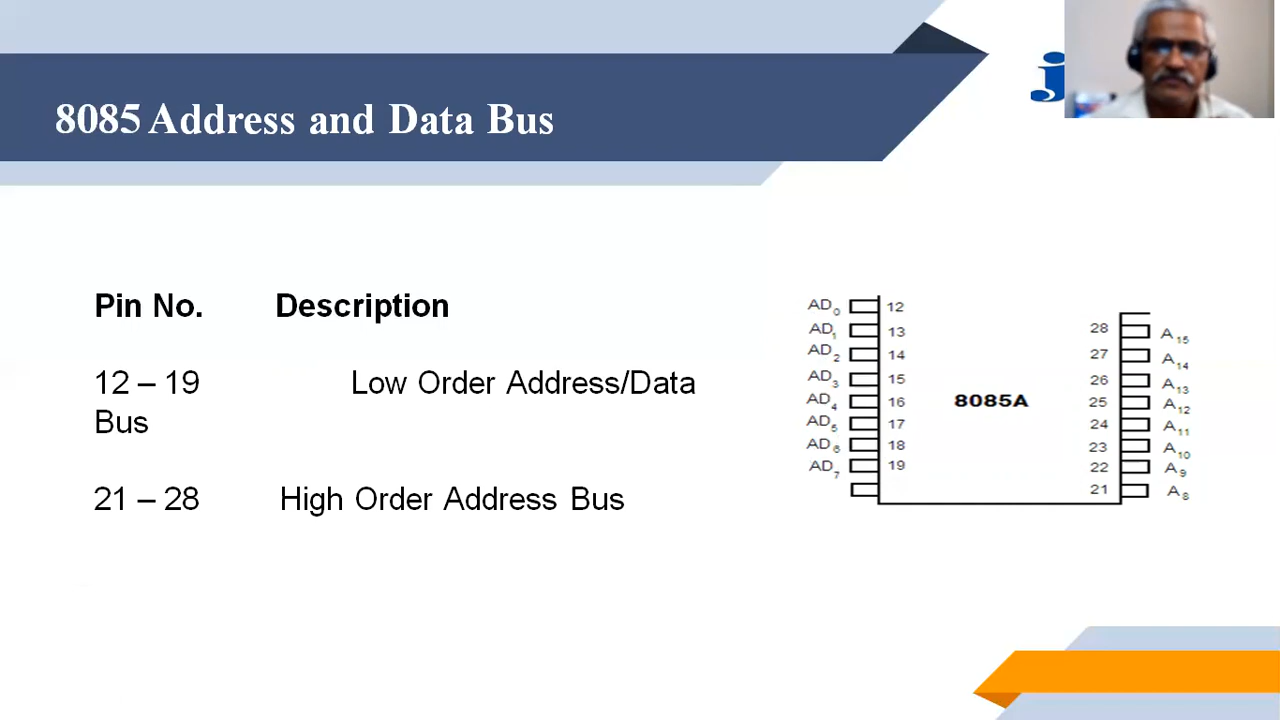 8085 Address and Data Bus
j
Pin No. Description
12 – 19 Low Order Address/Data
Bus
21 – 28 High Order Address Bus
AD0 12
AD1 13
AD2 14
AD3 15
AD4 16
AD5 17
AD6 18
AD7 19
8085A
28 A15
27 A14
26 A13
25 A12
24 A11
23 A10
22 A9
21 A8